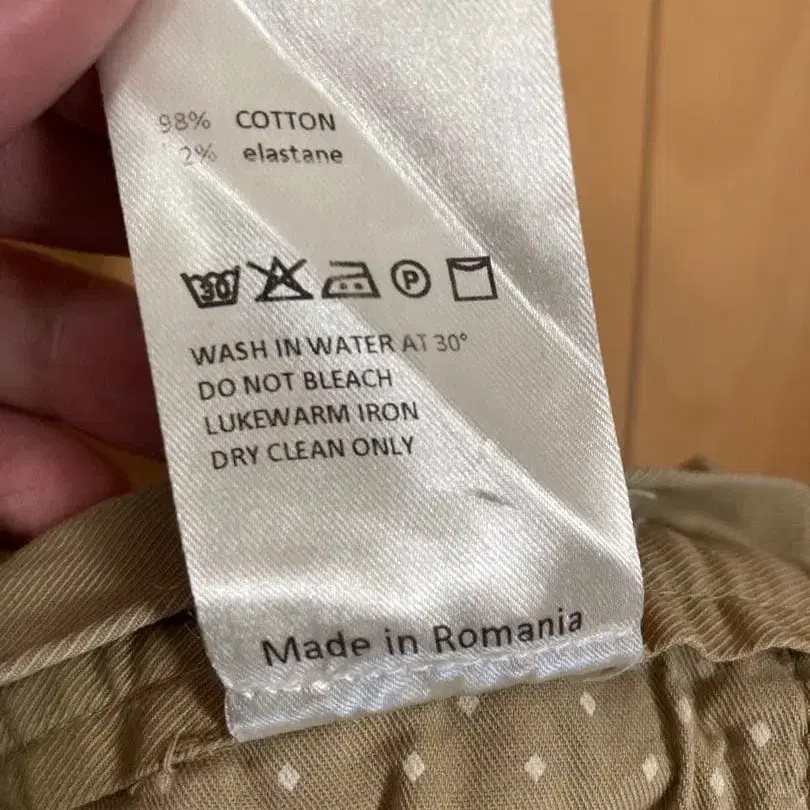 98% COTTON
2% elastane
30
P
WASH IN WATER AT 30°
DO NOT BLEACH
LUKEWARM IRON
DRY CLEAN ONLY
Made in Romania